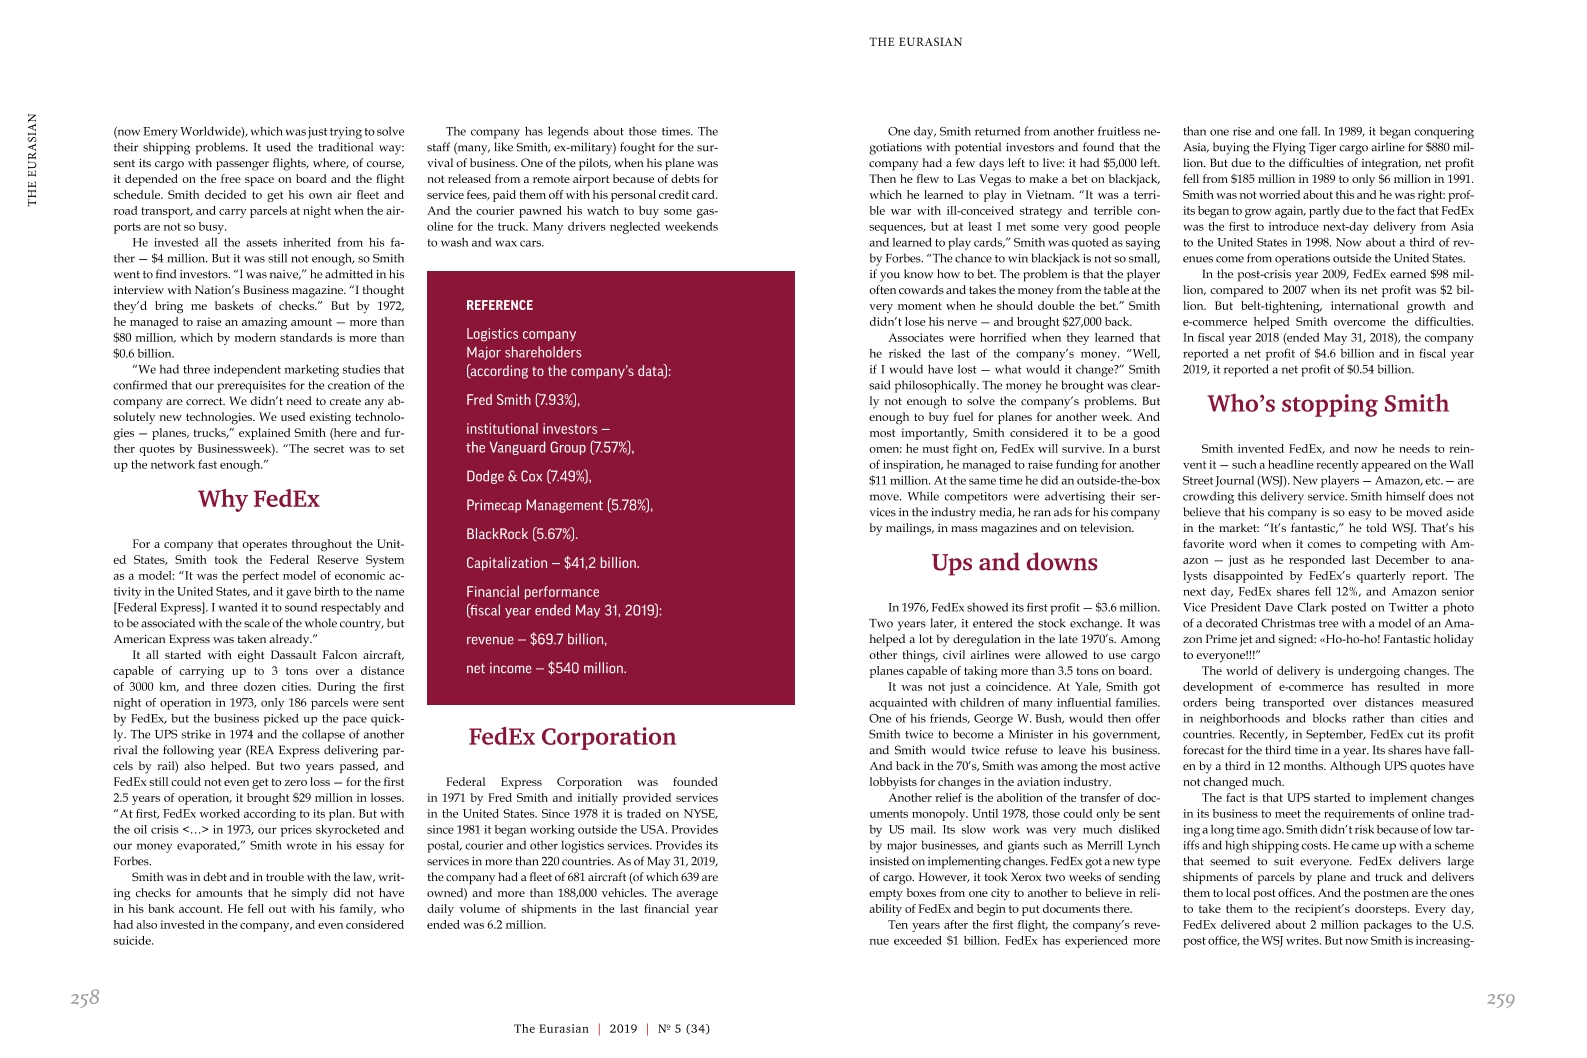 THE EURASIAN
(now Emery Worldwide), which was just trying to solve
their shipping problems. It used the traditional way:
sent its cargo with passenger flights, where, of course,
it depended on the free space on board and the flight
schedule. Smith decided to get his own air fleet and
road transport, and carry parcels at night when the air-
ports are not so busy.
He invested all the assets inherited from his fa-
ther — $4 million. But it was still not enough, so Smith
went to find investors. “I was naive,” he admitted in his
interview with Nation’s Business magazine. “I thought
they’d bring me baskets of checks.” But by 1972,
he managed to raise an amazing amount — more than
$80 million, which by modern standards is more than
$0.6 billion.
“We had three independent marketing studies that
confirmed that our prerequisites for the creation of the
company are correct. We didn’t need to create any ab-
solutely new technologies. We used existing technolo-
gies — planes, trucks,” explained Smith (here and fur-
ther quotes by Businessweek). “The secret was to set
up the network fast enough.”
Why FedEx
For a company that operates throughout the Unit-
ed States, Smith took the Federal Reserve System
as a model: “It was the perfect model of economic ac-
tivity in the United States, and it gave birth to the name
[Federal Express]. I wanted it to sound respectably and
to be associated with the scale of the whole country, but
American Express was taken already.”
It all started with eight Dassault Falcon aircraft,
capable of carrying up to 3 tons over a distance
of 3000 km, and three dozen cities. During the first
night of operation in 1973, only 186 parcels were sent
by FedEx, but the business picked up the pace quick-
ly. The UPS strike in 1974 and the collapse of another
rival the following year (REA Express delivering par-
cels by rail) also helped. But two years passed, and
FedEx still could not even get to zero loss — for the first
2.5 years of operation, it brought $29 million in losses.
“At first, FedEx worked according to its plan. But with
the oil crisis <…> in 1973, our prices skyrocketed and
our money evaporated,” Smith wrote in his essay for
Forbes.
Smith was in debt and in trouble with the law, writ-
ing checks for amounts that he simply did not have
in his bank account. He fell out with his family, who
had also invested in the company, and even considered
suicide.
The company has legends about those times. The
staff (many, like Smith, ex-military) fought for the sur-
vival of business. One of the pilots, when his plane was
not released from a remote airport because of debts for
service fees, paid them off with his personal credit card.
And the courier pawned his watch to buy some gas-
oline for the truck. Many drivers neglected weekends
to wash and wax cars.
REFERENCE
Logistics company
Major shareholders
(according to the company’s data):
Fred Smith (7.93%),
institutional investors —
the Vanguard Group (7.57%),
Dodge & Cox (7.49%),
Primecap Management (5.78%),
BlackRock (5.67%).
Capitalization — $41,2 billion.
Financial performance
(fiscal year ended May 31, 2019):
revenue — $69.7 billion,
net income — $540 million.
FedEx Corporation
Federal Express Corporation was founded
in 1971 by Fred Smith and initially provided services
in the United States. Since 1978 it is traded on NYSE,
since 1981 it began working outside the USA. Provides
postal, courier and other logistics services. Provides its
services in more than 220 countries. As of May 31, 2019,
the company had a fleet of 681 aircraft (of which 639 are
owned) and more than 188,000 vehicles. The average
daily volume of shipments in the last financial year
ended was 6.2 million.
258
The Eurasian | 2019 | № 5 (34)
THE EURASIAN
One day, Smith returned from another fruitless ne-
gotiations with potential investors and found that the
company had a few days left to live: it had $5,000 left.
Then he flew to Las Vegas to make a bet on blackjack,
which he learned to play in Vietnam. “It was a terri-
ble war with ill-conceived strategy and terrible con-
sequences, but at least I met some very good people
and learned to play cards,” Smith was quoted as saying
by Forbes. “The chance to win blackjack is not so small,
if you know how to bet. The problem is that the player
often cowards and takes the money from the table at the
very moment when he should double the bet.” Smith
didn’t lose his nerve — and brought $27,000 back.
Associates were horrified when they learned that
he risked the last of the company’s money. “Well,
if I would have lost — what would it change?” Smith
said philosophically. The money he brought was clear-
ly not enough to solve the company’s problems. But
enough to buy fuel for planes for another week. And
most importantly, Smith considered it to be a good
omen: he must fight on, FedEx will survive. In a burst
of inspiration, he managed to raise funding for another
$11 million. At the same time he did an outside-the-box
move. While competitors were advertising their ser-
vices in the industry media, he ran ads for his company
by mailings, in mass magazines and on television.
Ups and downs
In 1976, FedEx showed its first profit — $3.6 million.
Two years later, it entered the stock exchange. It was
helped a lot by deregulation in the late 1970’s. Among
other things, civil airlines were allowed to use cargo
planes capable of taking more than 3.5 tons on board.
It was not just a coincidence. At Yale, Smith got
acquainted with children of many influential families.
One of his friends, George W. Bush, would then offer
Smith twice to become a Minister in his government,
and Smith would twice refuse to leave his business.
And back in the 70’s, Smith was among the most active
lobbyists for changes in the aviation industry.
Another relief is the abolition of the transfer of doc-
uments monopoly. Until 1978, those could only be sent
by US mail. Its slow work was very much disliked
by major businesses, and giants such as Merrill Lynch
insisted on implementing changes. FedEx got a new type
of cargo. However, it took Xerox two weeks of sending
empty boxes from one city to another to believe in reli-
ability of FedEx and begin to put documents there.
Ten years after the first flight, the company’s reve-
nue exceeded $1 billion. FedEx has experienced more
than one rise and one fall. In 1989, it began conquering
Asia, buying the Flying Tiger cargo airline for $880 mil-
lion. But due to the difficulties of integration, net profit
fell from $185 million in 1989 to only $6 million in 1991.
Smith was not worried about this and he was right: prof-
its began to grow again, partly due to the fact that FedEx
was the first to introduce next-day delivery from Asia
to the United States in 1998. Now about a third of rev-
enues come from operations outside the United States.
In the post-crisis year 2009, FedEx earned $98 mil-
lion, compared to 2007 when its net profit was $2 bil-
lion. But belt-tightening, international growth and
e-commerce helped Smith overcome the difficulties.
In fiscal year 2018 (ended May 31, 2018), the company
reported a net profit of $4.6 billion and in fiscal year
2019, it reported a net profit of $0.54 billion.
Who’s stopping Smith
Smith invented FedEx, and now he needs to rein-
vent it — such a headline recently appeared on the Wall
Street Journal (WSJ). New players — Amazon, etc. — are
crowding this delivery service. Smith himself does not
believe that his company is so easy to be moved aside
in the market: “It’s fantastic,” he told WSJ. That’s his
favorite word when it comes to competing with Am-
azon — just as he responded last December to ana-
lysts disappointed by FedEx’s quarterly report. The
next day, FedEx shares fell 12%, and Amazon senior
Vice President Dave Clark posted on Twitter a photo
of a decorated Christmas tree with a model of an Ama-
zon Prime jet and signed: «Ho-ho-ho! Fantastic holiday
to everyone!!!”
The world of delivery is undergoing changes. The
development of e-commerce has resulted in more
orders being transported over distances measured
in neighborhoods and blocks rather than cities and
countries. Recently, in September, FedEx cut its profit
forecast for the third time in a year. Its shares have fall-
en by a third in 12 months. Although UPS quotes have
not changed much.
The fact is that UPS started to implement changes
in its business to meet the requirements of online trad-
ing a long time ago. Smith didn’t risk because of low tar-
iffs and high shipping costs. He came up with a scheme
that seemed to suit everyone. FedEx delivers large
shipments of parcels by plane and truck and delivers
them to local post offices. And the postmen are the ones
to take them to the recipient’s doorsteps. Every day,
FedEx delivered about 2 million packages to the U.S.
post office, the WSJ writes. But now Smith is increasing-
259